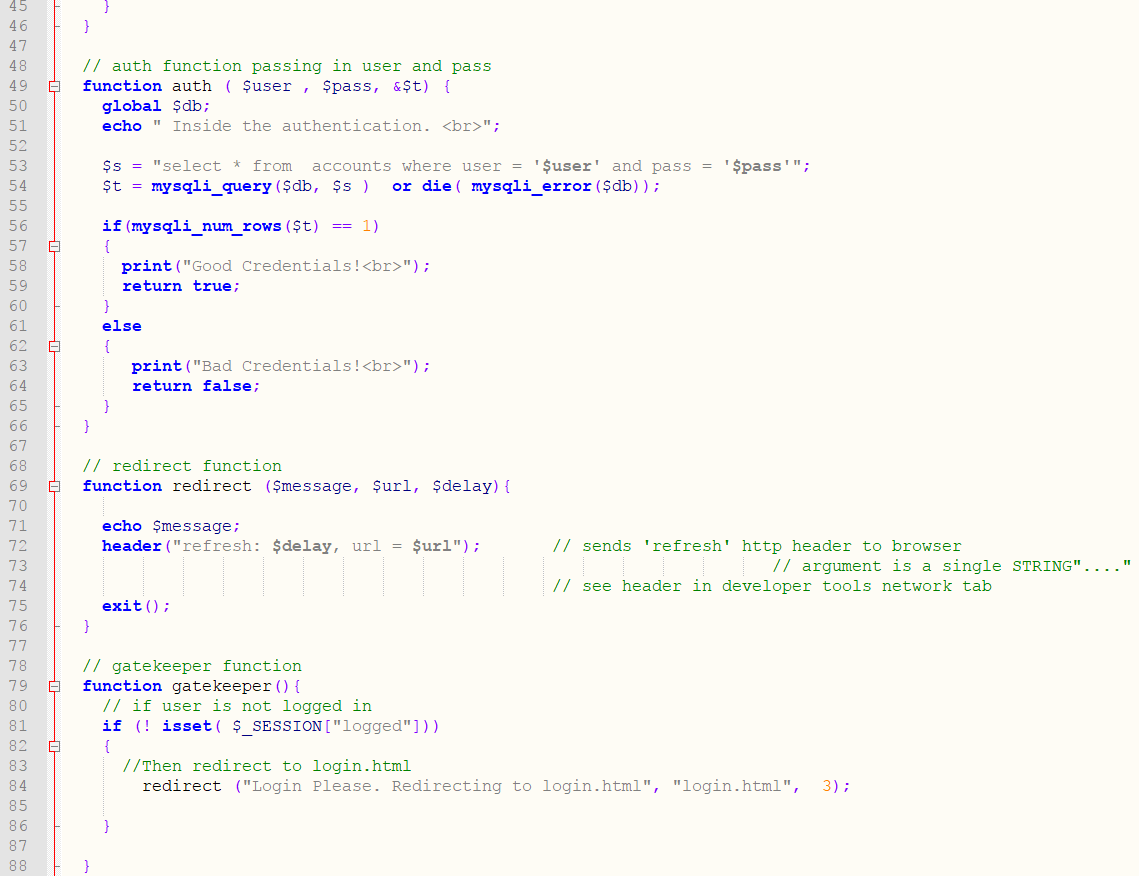 45 }
46 }
47
48 // auth function passing in user and pass
49 function auth ( $user , $pass, &$t) {
50 global $db;
51 echo " Inside the authentication. <br>";
52
53 $s = "select * from  accounts where user = '$user' and pass = '$pass'";
54 $t = mysqli_query($db, $s )  or die( mysqli_error($db));
55
56 if(mysqli_num_rows($t) == 1)
57 {
58 print("Good Credentials!<br>");
59 return true;
60 }
61 else
62 {
63 print("Bad Credentials!<br>");
64 return false;
65 }
66 }
67
68 // redirect function
69 function redirect ($message, $url, $delay){
70
71 echo $message;
72 header("refresh: $delay, url = $url"); // sends 'refresh' http header to browser
73 // argument is a single STRING"...."
74 // see header in developer tools network tab
75 exit();
76 }
77
78 // gatekeeper function
79 function gatekeeper(){
80 // if user is not logged in
81 if (! isset( $_SESSION["logged"]))
82 {
83 //Then redirect to login.html
84 redirect ("Login Please. Redirecting to login.html", "login.html",  3);
85
86 }
87
88 }